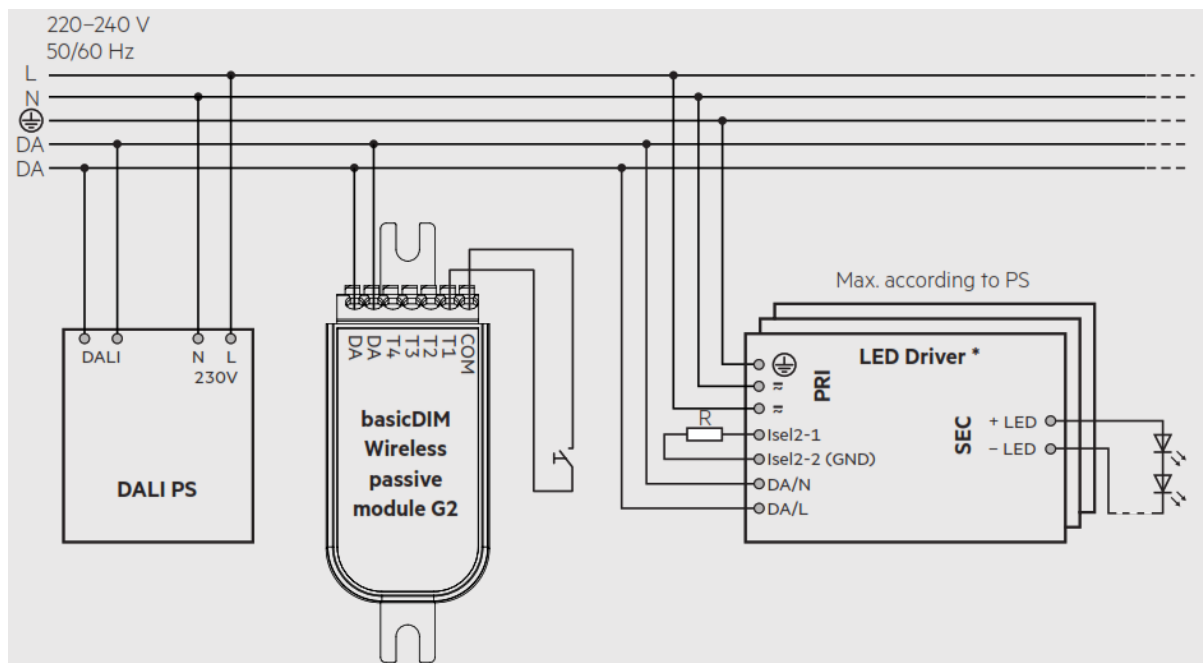 220–240 V
50/60 Hz
L
N
DA
DA
DALI
N L
230V
DALI PS
DA
DA
T4
T3
T2
T1
COM
basicDIM
Wireless
passive
module G2
Max. according to PS
LED Driver *
PRI
≂
≂
R
Isel2-1
Isel2-2 (GND)
DA/N
DA/L
SEC
+ LED
– LED